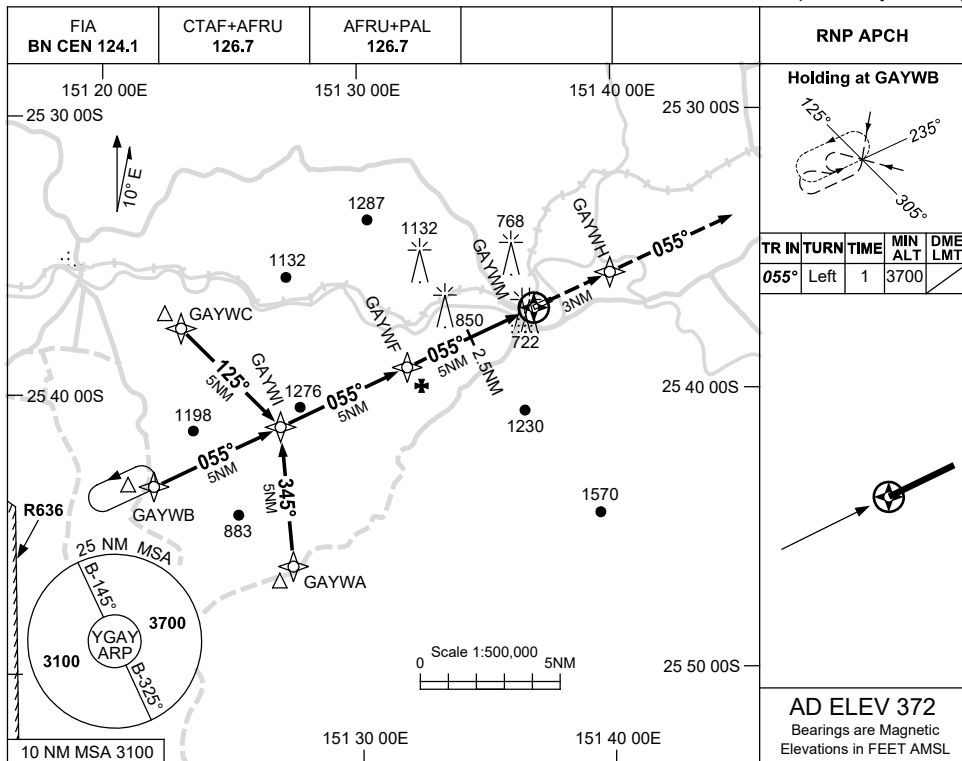 FIA
BN CEN 124.1
CTAF+AFRU
126.7
AFRU+PAL
126.7
RNP APCH
151 20 00E
151 30 00E
151 40 00E
25 30 00S
25 30 00S
10° E
Holding at GAYWB
125°
235°
305°
TR IN TURN TIME MIN ALT DME LMT
055° Left 1 3700
1287
1132
768
1132
GAYWM
GAYWH
055°
3NM
GAYWC
GAYWF
850
722
055°
5NM
2.5NM
125°
5NM
GAYWI
1276
055°
5NM
25 40 00S
25 40 00S
1198
1230
055°
5NM
GAYWB
883
345°
5NM
GAYWA
1570
R636
25 NM MSA
B-145°
3700
YGAY
ARP
3100
B-325°
Scale 1:500,000
0 5NM
25 50 00S
10 NM MSA 3100
151 30 00E
151 40 00E
AD ELEV 372
Bearings are Magnetic
Elevations in FEET AMSL